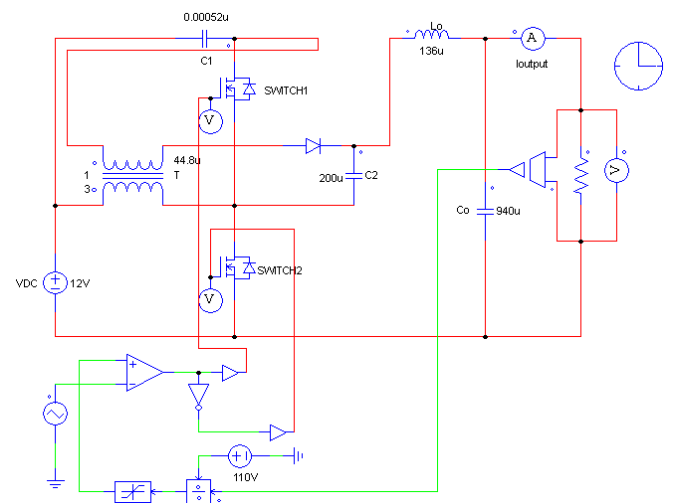 0.00052u
C1
Lo
136u
A
Ioutput
SWITCH1
V
44.8u
1
T
3
200u
C2
V
Co
940u
SWITCH2
V
VDC
12V
110V